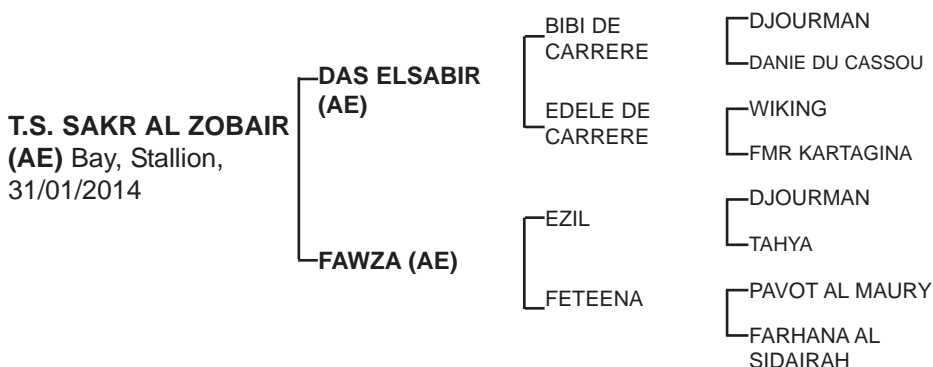 T.S. SAKR AL ZOBAIR
(AE) Bay, Stallion,
31/01/2014
DAS ELSABIR
(AE)
FAWZA (AE)
BIBI DE
CARRERE
EDELE DE
CARRERE
EZIL
FETEENA
DJOURMAN
DANIE DU CASSOU
WIKING
FMR KARTAGINA
DJOURMAN
TAHYA
PAVOT AL MAURY
FARHANA AL
SIDAIRAH